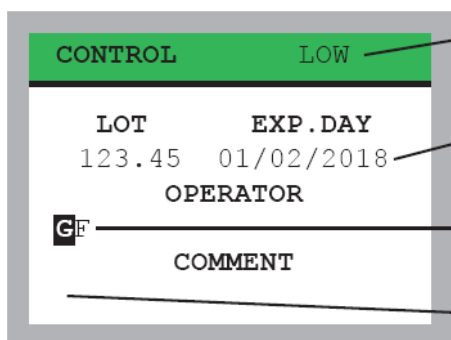 CONTROL LOW
LOT EXP.DAY
123.45 01/02/2018
OPERATOR
GF
COMMENT